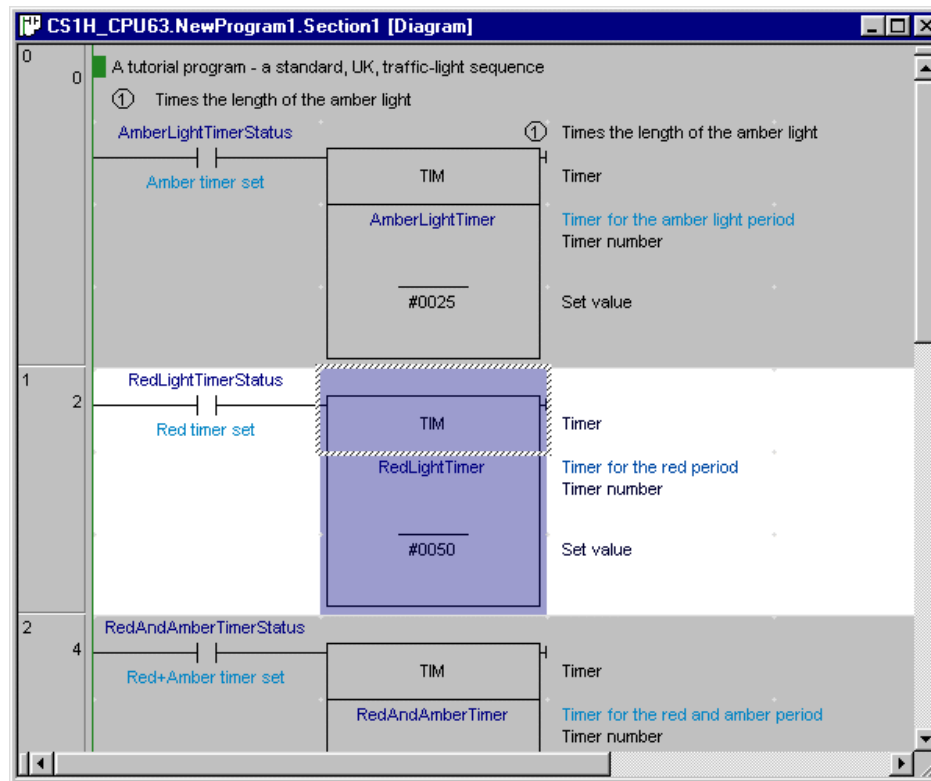 CS1H_CPU63.NewProgram1.Section1 [Diagram]
0
0
A tutorial program - a standard, UK, traffic-light sequence
1 Times the length of the amber light
AmberLightTimerStatus
1 Times the length of the amber light
Amber timer set
TIM
Timer
AmberLightTimer
Timer for the amber light period
Timer number
#0025
Set value
1
2
RedLightTimerStatus
Red timer set
TIM
Timer
RedLightTimer
Timer for the red period
Timer number
#0050
Set value
2
4
RedAndAmberTimerStatus
Red+Amber timer set
TIM
Timer
RedAndAmberTimer
Timer for the red and amber period
Timer number